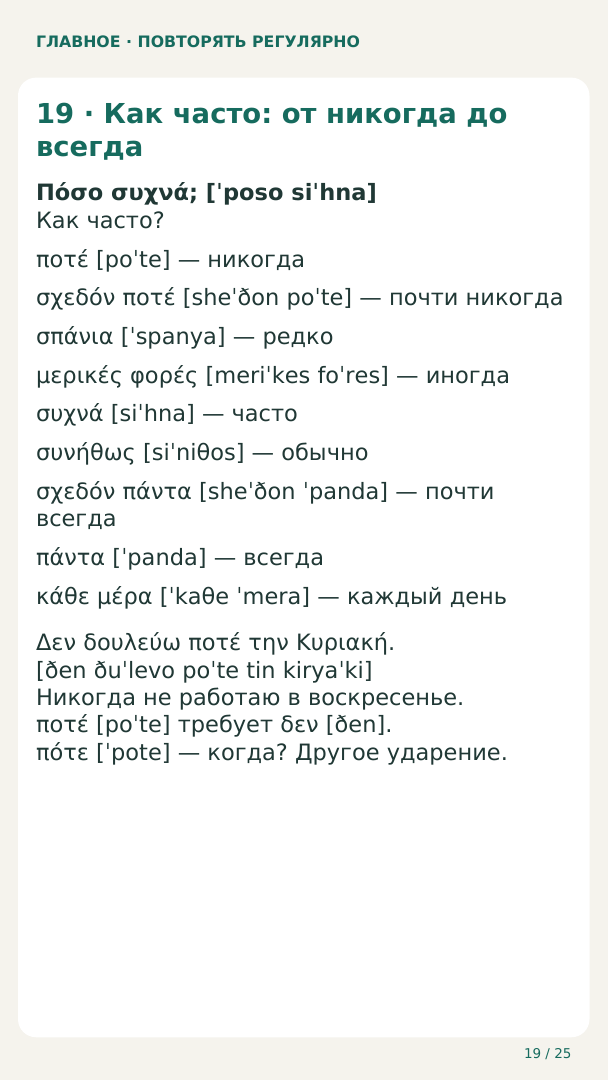 ГЛАВНОЕ · ПОВТОРЯТЬ РЕГУЛЯРНО
19 · Как часто: от никогда до
всегда
Πόσο συχνά; [ˈposo siˈhna]
Как часто?
ποτέ [poˈte] — никогда
σχεδόν ποτέ [sheˈðon poˈte] — почти никогда
σπάνια [ˈspanya] — редко
μερικές φορές [meriˈkes foˈres] — иногда
συχνά [siˈhna] — часто
συνήθως [siˈniθos] — обычно
σχεδόν πάντα [sheˈðon ˈpanda] — почти
всегда
πάντα [ˈpanda] — всегда
κάθε μέρα [ˈkaθe ˈmera] — каждый день
Δεν δουλεύω ποτέ την Κυριακή.
[ðen ðuˈlevo poˈte tin kiryaˈki]
Никогда не работаю в воскресенье.
ποτέ [poˈte] требует δεν [ðen].
πότε [ˈpote] — когда? Другое ударение.
19 / 25